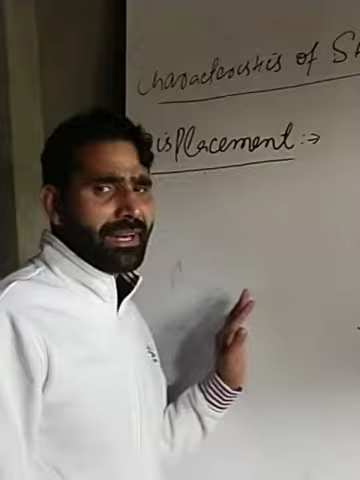 Characteristics of S
isplacement :→